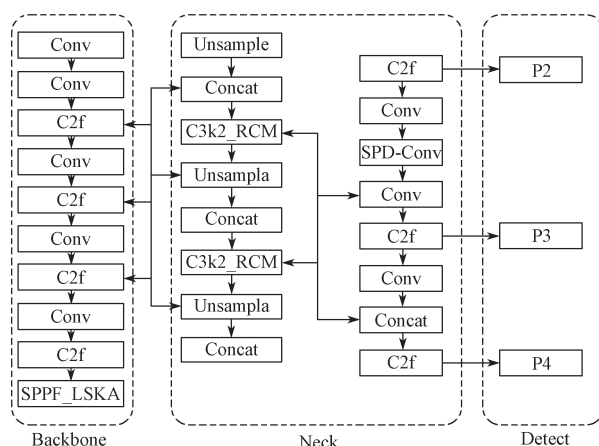 Conv
Conv
C2f
Conv
C2f
Conv
C2f
Conv
C2f
SPPF_LSKA
Backbone
Unsample
Concat
C3k2_RCM
Unsampla
Concat
C3k2_RCM
Unsampla
Concat
C2f
Conv
SPD-Conv
Conv
C2f
Conv
Concat
C2f
Neck
P2
P3
P4
Detect